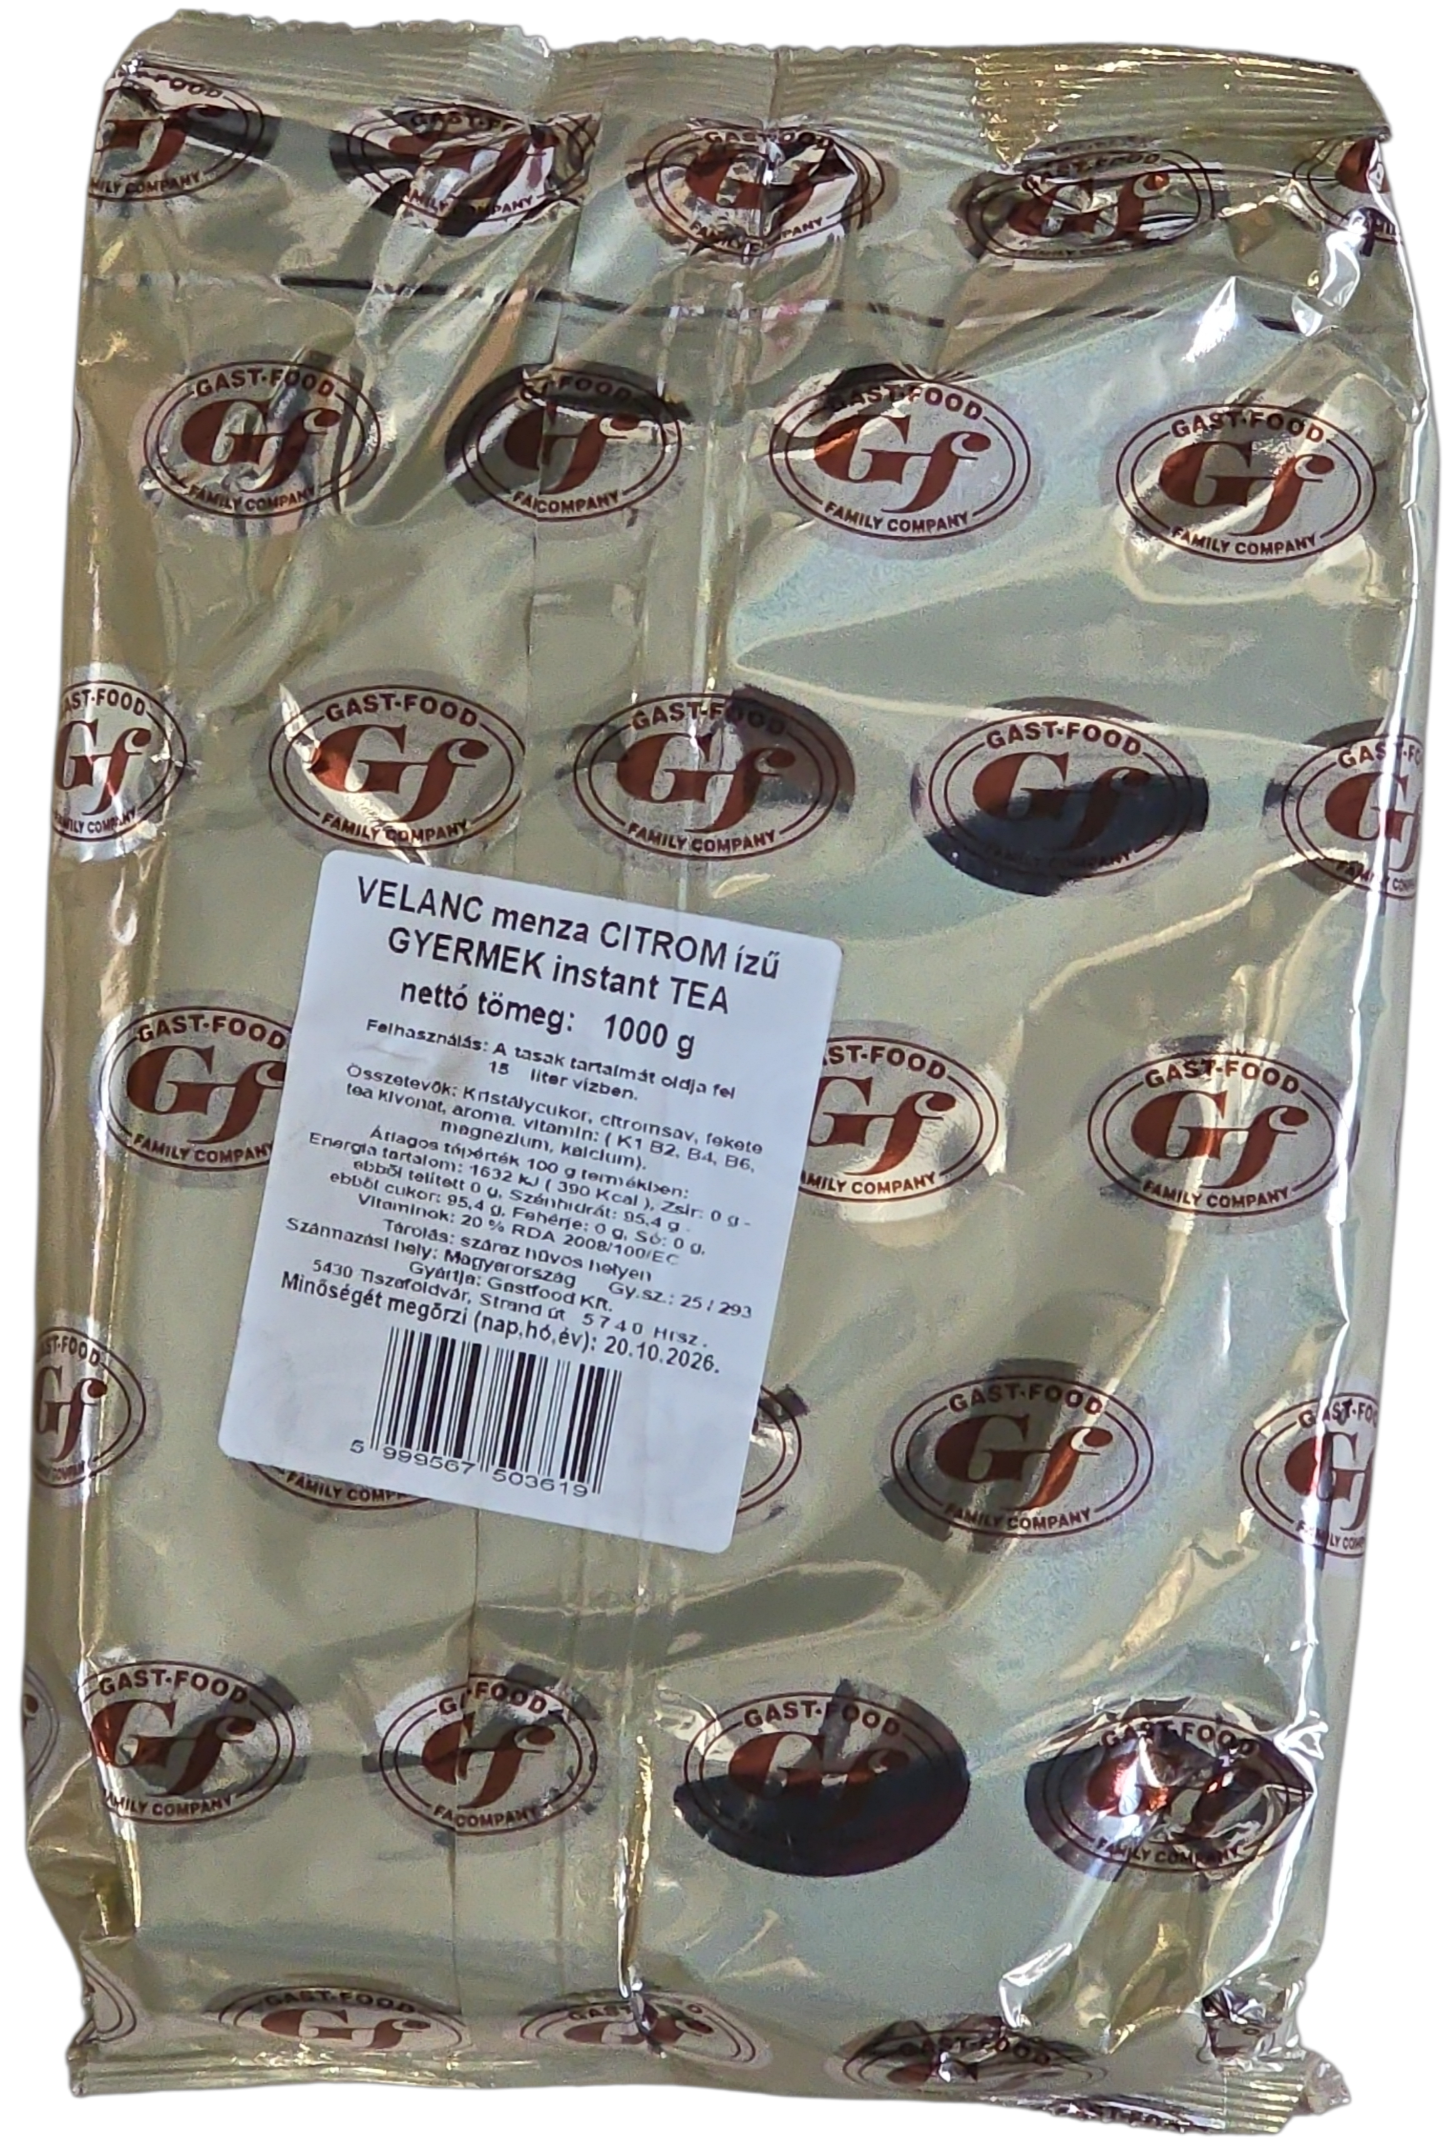 GAST-FOOD
Gf
FAMILY COMPANY
VELANC menza CITROM ízű
GYERMEK instant TEA
nettó tömeg: 1000 g
Felhasználás: A tasak tartalmát oldja fel
15 liter vízben.
Összetevők: Kristálycukor, citromsav, fekete
tea kivonat, aroma, vitamin: ( K1 B2, B4, B6,
magnézium, kalcium).
Átlagos tápérték 100 g termékben:
Energia tartalom: 1632 kJ ( 390 Kcal ), Zsír: 0 g -
ebből telített 0 g, Szénhidrát: 95,4 g -
ebből cukor: 95,4 g, Fehérje: 0 g, Só: 0 g,
Vitaminok: 20 % RDA 2008/100/EC
Tárolás: száraz hűvös helyen
Származási hely: Magyarország Gy.sz.: 25 / 293
Gyártja: Gastfood Kft.
5430 Tiszaföldvár, Strand út 5740 Hrsz.
Minőségét megőrzi (nap,hó,év): 20.10.2026.
5 999567 503619